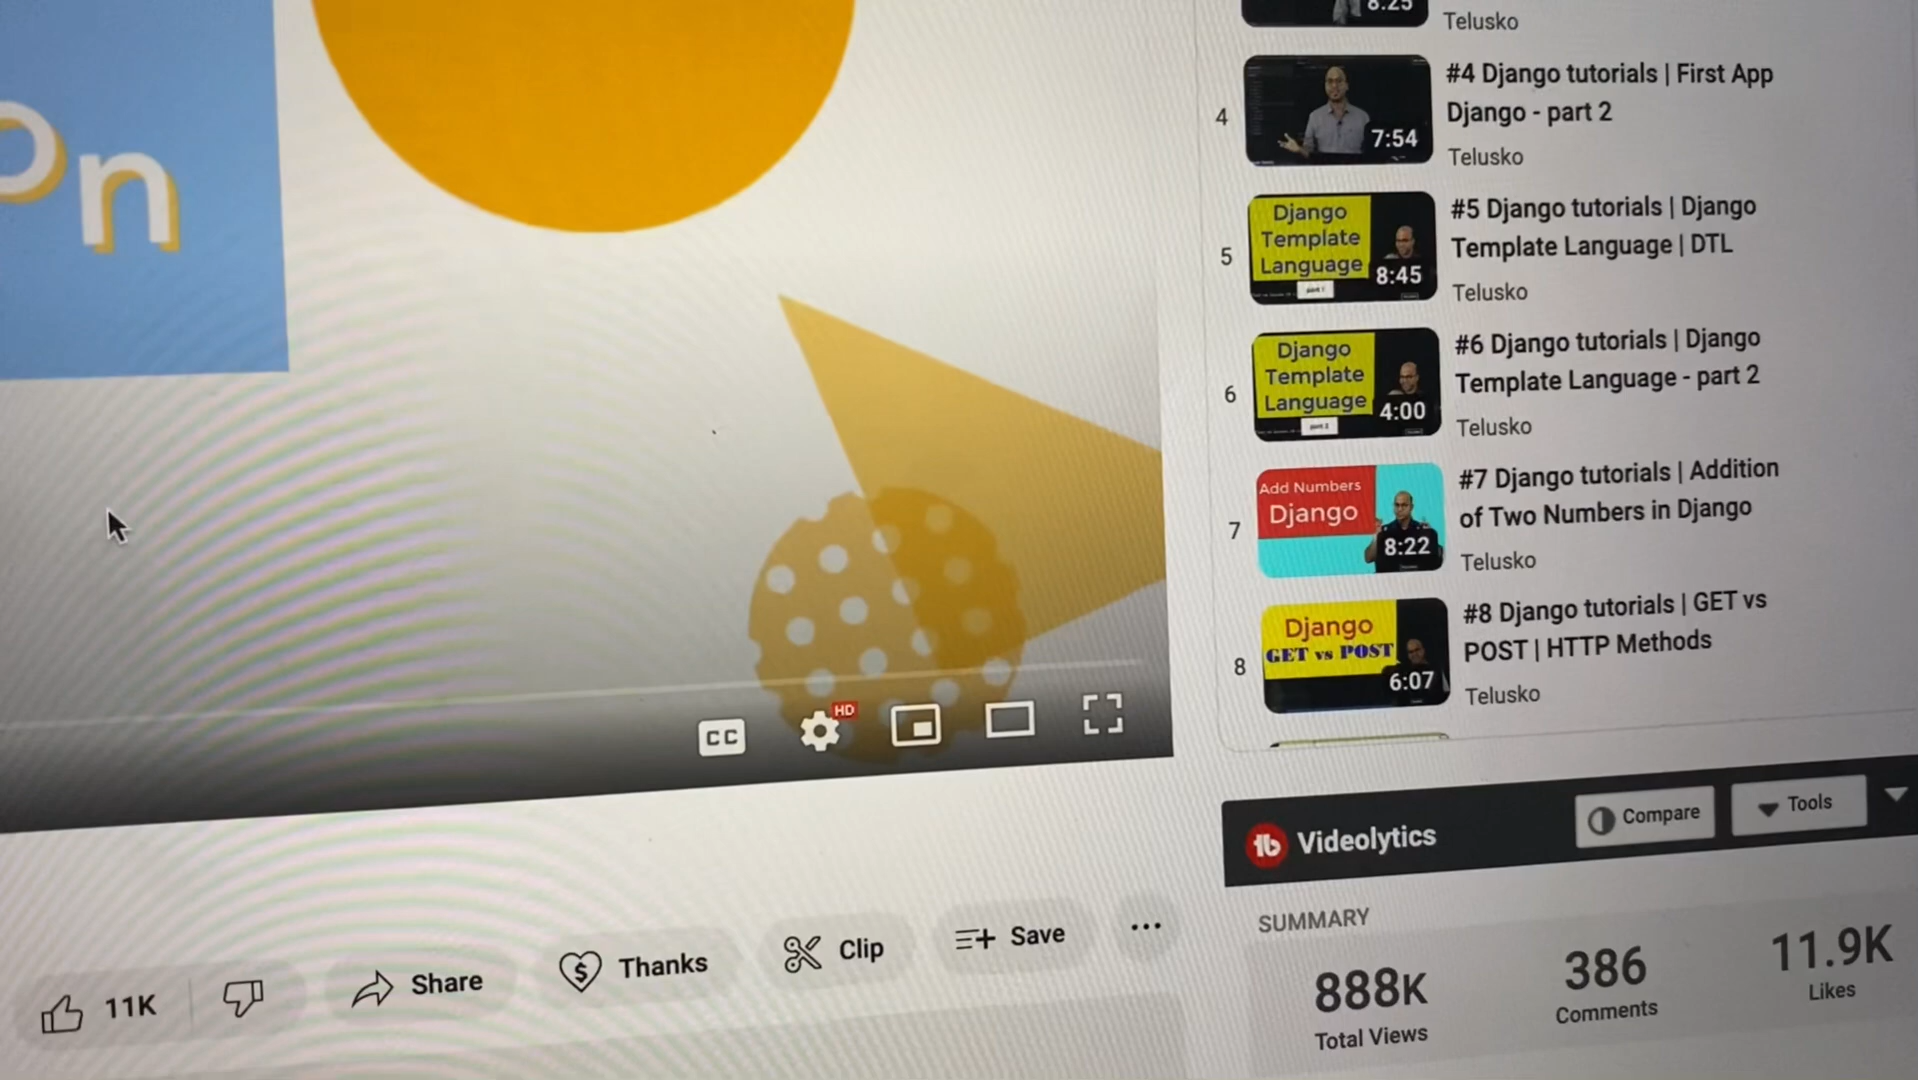 on
8:25
Telusko
4
7:54
#4 Django tutorials | First App
Django - part 2
Telusko
5
Django
Template
Language
8:45
#5 Django tutorials | Django
Template Language | DTL
Telusko
6
Django
Template
Language
4:00
#6 Django tutorials | Django
Template Language - part 2
Telusko
7
Add Numbers
Django
8:22
#7 Django tutorials | Addition
of Two Numbers in Django
Telusko
8
Django
GET vs POST
6:07
#8 Django tutorials | GET vs
POST | HTTP Methods
Telusko
CC
HD
11K
Share
Thanks
Clip
Save
...
tb Videolytics
Compare
Tools
SUMMARY
888K
Total Views
386
Comments
11.9K
Likes